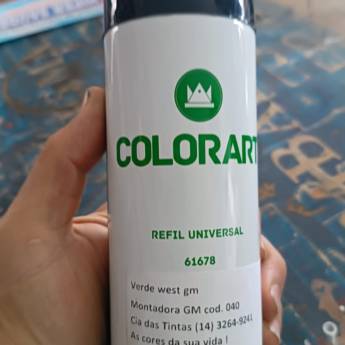 COLORART
REFIL UNIVERSAL
61678
Verde west gm
Montadora GM cod. 040
Cia das Tintas (14) 3264-9241
As cores da sua vida !